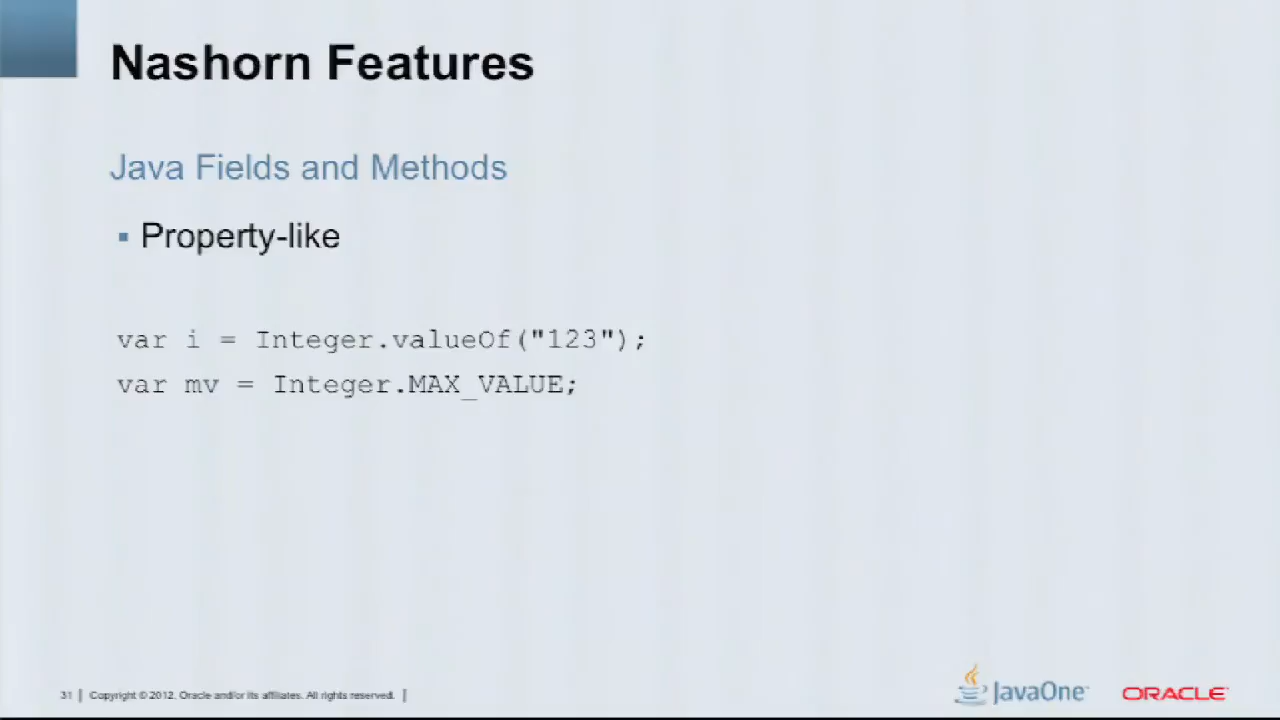 Nashorn Features
Java Fields and Methods
▪ Property-like
var i = Integer.valueOf("123");
var mv = Integer.MAX_VALUE;
31 | Copyright © 2012, Oracle and/or its affiliates. All rights reserved. |
JavaOne™
ORACLE®